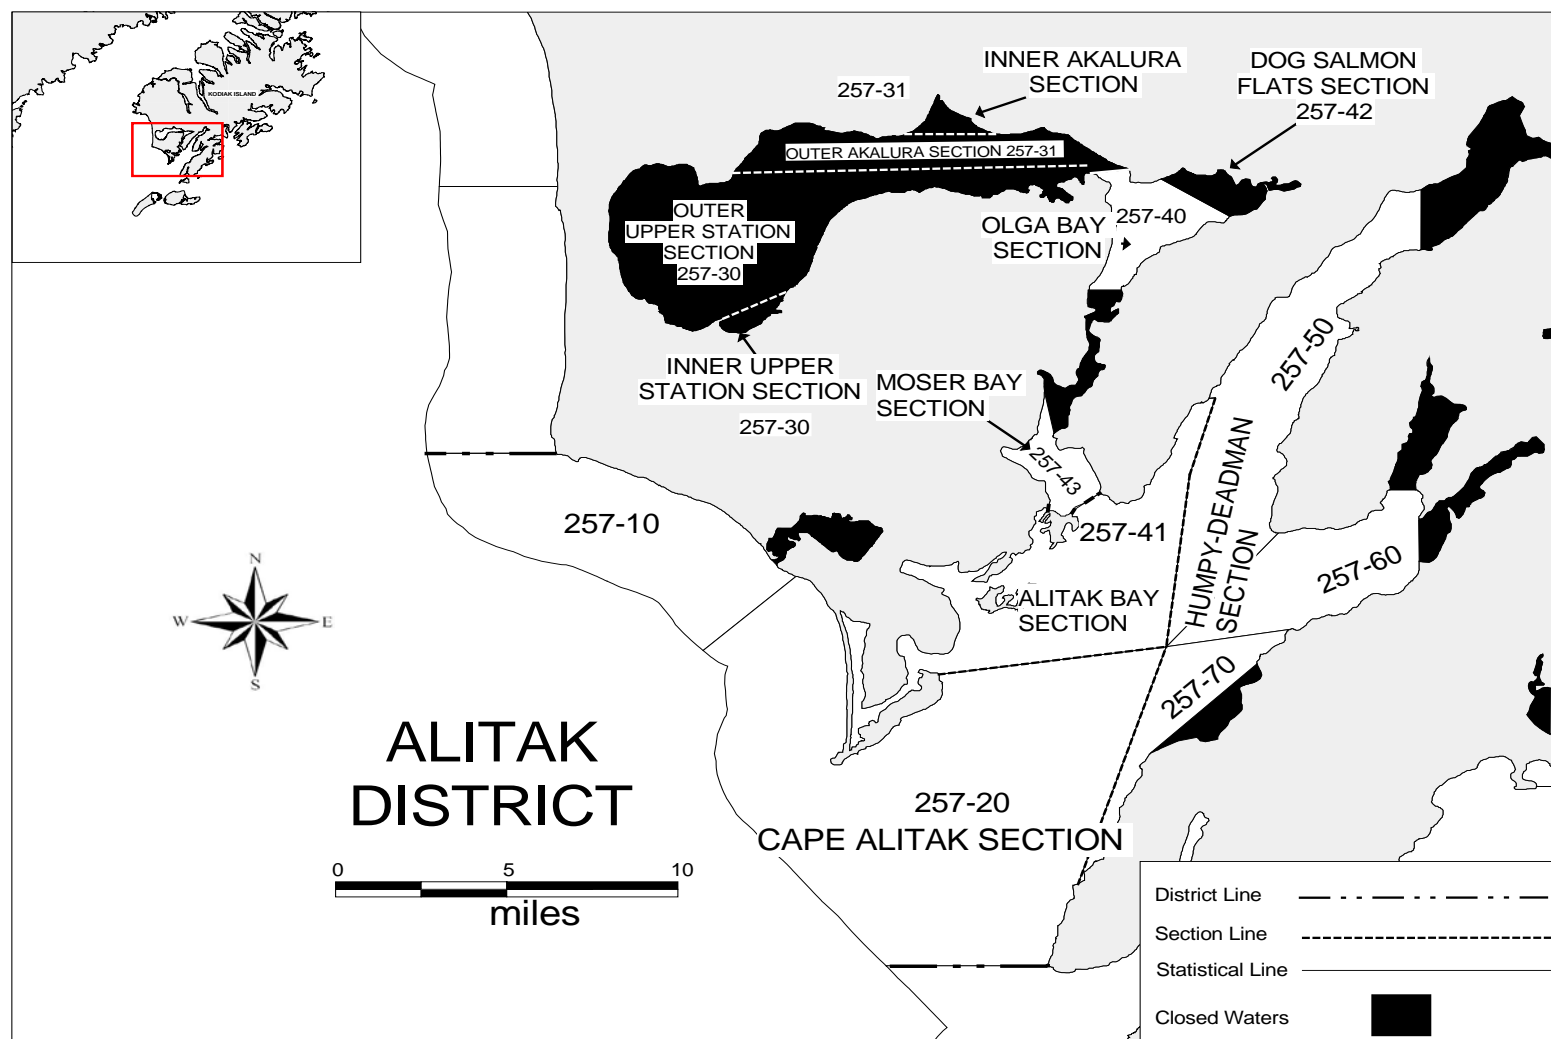 KODIAK ISLAND
INNER AKALURA
SECTION
257-31
DOG SALMON
FLATS SECTION
257-42
OUTER AKALURA SECTION 257-31
OUTER
UPPER STATION
SECTION
257-30
OLGA BAY
SECTION
257-40
INNER UPPER
STATION SECTION
257-30
MOSER BAY
SECTION
257-43
257-50
HUMPY-DEADMAN
SECTION
257-10
257-41
257-60
ALITAK BAY
SECTION
257-70
N
W
E
S
ALITAK
DISTRICT
0 5 10
miles
257-20
CAPE ALITAK SECTION
District Line
Section Line
Statistical Line
Closed Waters